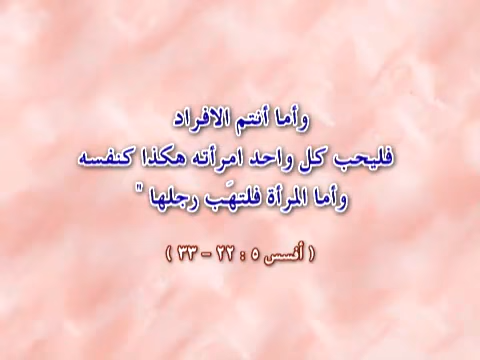 وأما أنتم الافراد
فليحب كل واحد امرأته هكذا كنفسه
وأما المرأة فلتهَّب رجلها "
( أفسس ٥ : ٢٢ – ٣٣ )